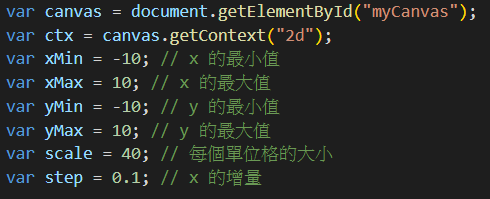 var canvas = document.getElementById("myCanvas");
var ctx = canvas.getContext("2d");
var xMin = -10; // x 的最小值
var xMax = 10; // x 的最大值
var yMin = -10; // y 的最小值
var yMax = 10; // y 的最大值
var scale = 40; // 每個單位格的大小
var step = 0.1; // x 的增量